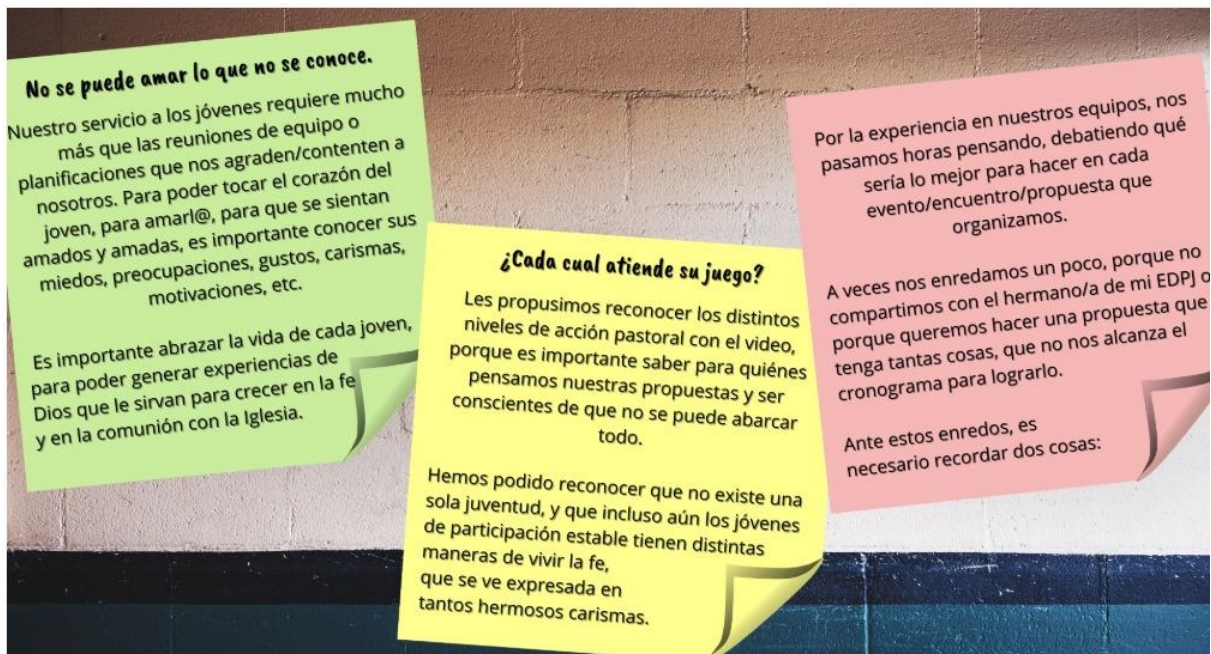 No se puede amar lo que no se conoce.
Nuestro servicio a los jóvenes requiere mucho
más que las reuniones de equipo o
planificaciones que nos agraden/contenten a
nosotros. Para poder tocar el corazón del
joven, para amarl@, para que se sientan
amados y amadas, es importante conocer sus
miedos, preocupaciones, gustos, carismas,
motivaciones, etc.
Es importante abrazar la vida de cada joven,
para poder generar experiencias de
Dios que le sirvan para crecer en la fe
y en la comunión con la Iglesia.
¿Cada cual atiende su juego?
Les propusimos reconocer los distintos
niveles de acción pastoral con el video,
porque es importante saber para quiénes
pensamos nuestras propuestas y ser
conscientes de que no se puede abarcar
todo.
Hemos podido reconocer que no existe una
sola juventud, y que incluso aún los jóvenes
de participación estable tienen distintas
maneras de vivir la fe,
que se ve expresada en
tantos hermosos carismas.
Por la experiencia en nuestros equipos, nos
pasamos horas pensando, debatiendo qué
sería lo mejor para hacer en cada
evento/encuentro/propuesta que
organizamos.
A veces nos enredamos un poco, porque no
compartimos con el hermano/a de mi EDPJ o
porque queremos hacer una propuesta que
tenga tantas cosas, que no nos alcanza el
cronograma para lograrlo.
Ante estos enredos, es
necesario recordar dos cosas: